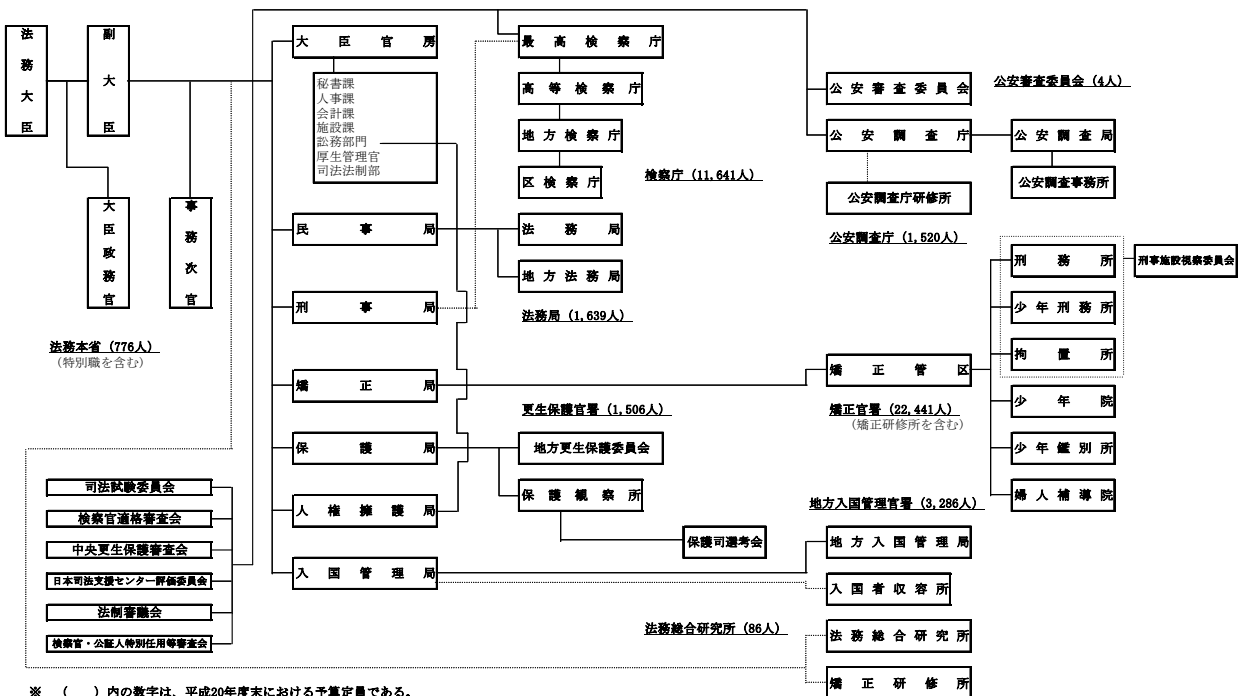 法務大臣
副大臣
大臣政務官
事務次官
法務本省（776人）
（特別職を含む）
大臣官房
秘書課
人事課
会計課
施設課
訟務部門
厚生管理官
司法法制部
民事局
刑事局
矯正局
保護局
人権擁護局
入国管理局
最高検察庁
高等検察庁
地方検察庁
区検察庁
検察庁（11,641人）
法務局
地方法務局
法務局（1,639人）
更生保護官署（1,506人）
地方更生保護委員会
保護観察所
保護司選考会
公安審査委員会
公安審査委員会（4人）
公安調査庁
公安調査局
公安調査庁研修所
公安調査事務所
公安調査庁（1,520人）
矯正管区
矯正官署（22,441人）
（矯正研修所を含む）
刑務所
刑事施設視察委員会
少年刑務所
拘置所
少年院
少年鑑別所
婦人補導院
地方入国管理官署（3,286人）
地方入国管理局
入国者収容所
法務総合研究所（86人）
法務総合研究所
矯正研修所
司法試験委員会
検察官適格審査会
中央更生保護審査会
日本司法支援センター評価委員会
法制審議会
検察官・公証人特別任用等審査会
※　（　　）内の数字は、平成20年度末における予算定員である。